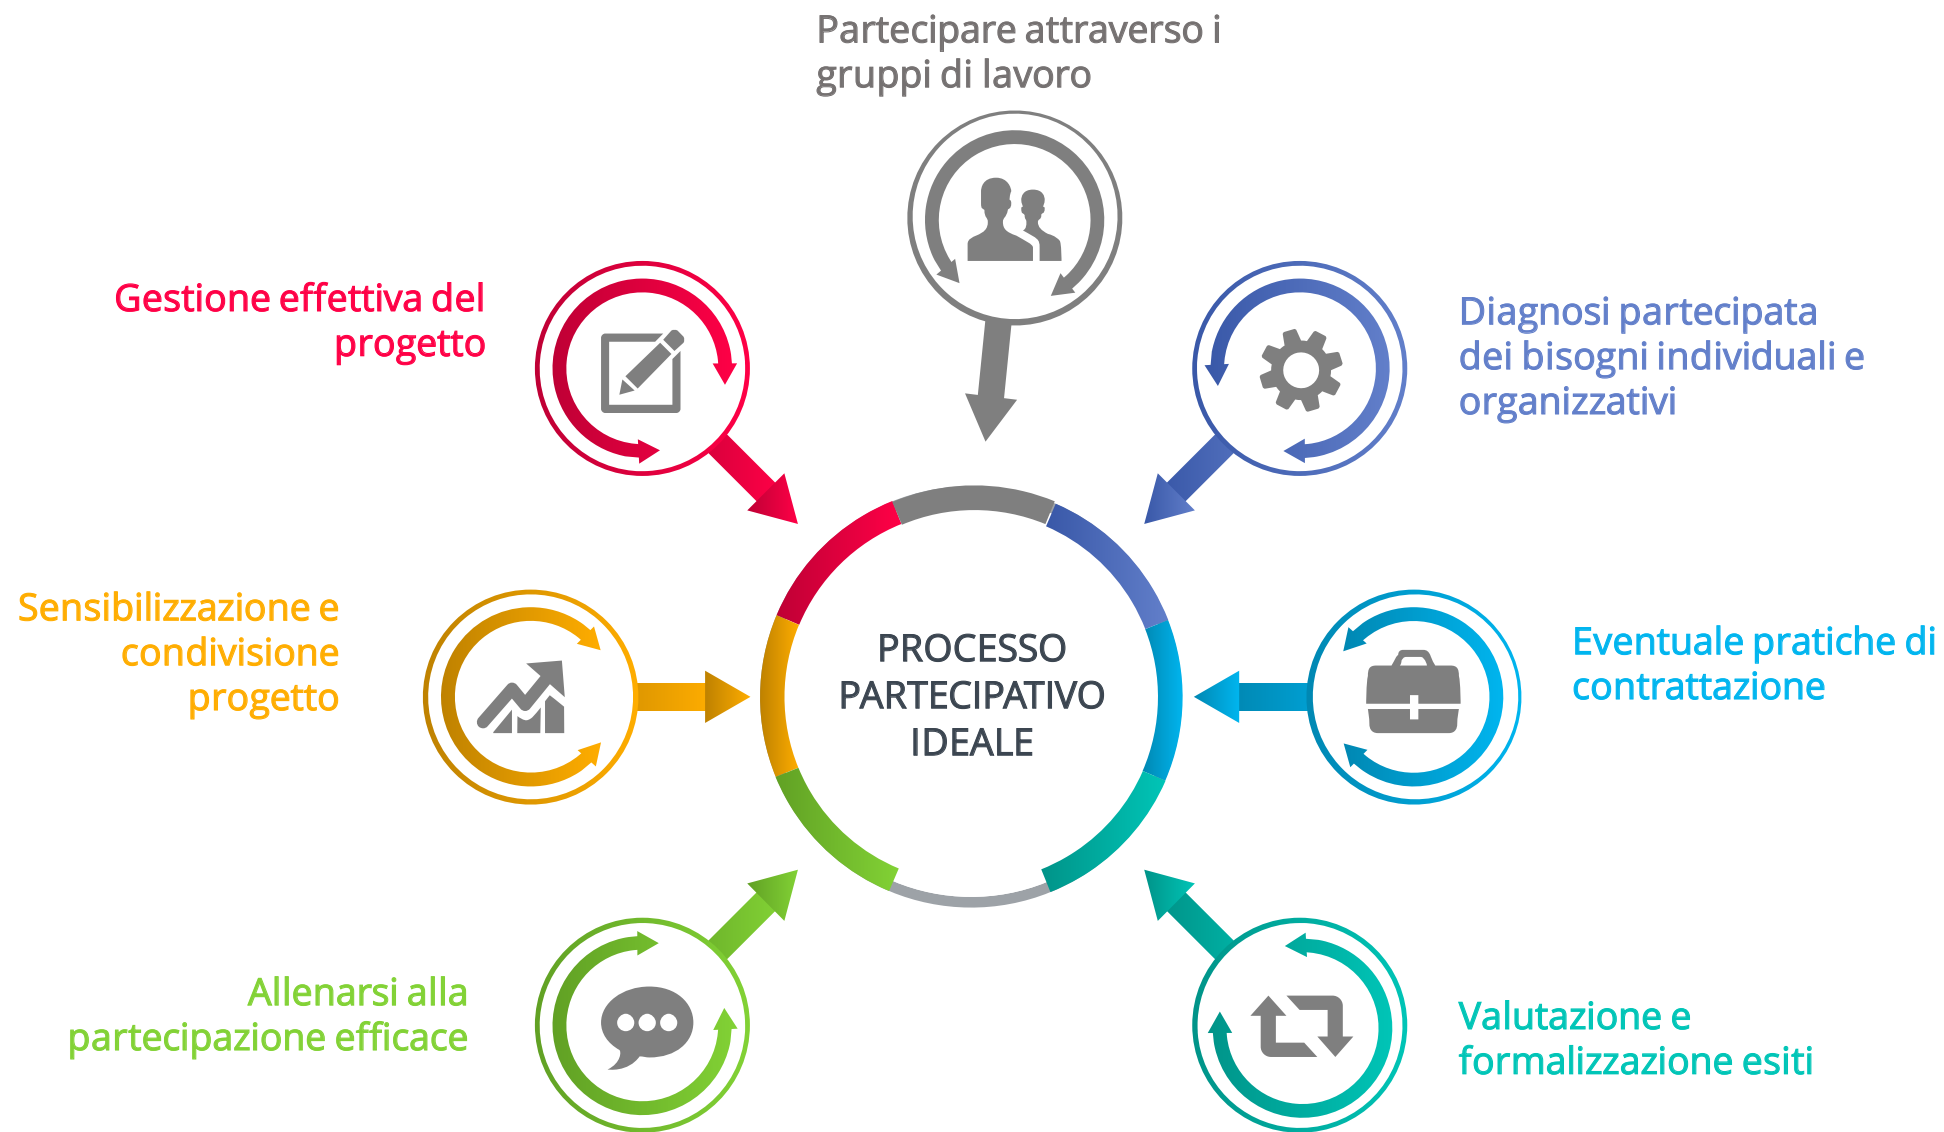 Partecipare attraverso i
gruppi di lavoro
Gestione effettiva del
progetto
Diagnosi partecipata
dei bisogni individuali e
organizzativi
Sensibilizzazione e
condivisione
progetto
PROCESSO
PARTECIPATIVO
IDEALE
Eventuale pratiche di
contrattazione
Allenarsi alla
partecipazione efficace
Valutazione e
formalizzazione esiti